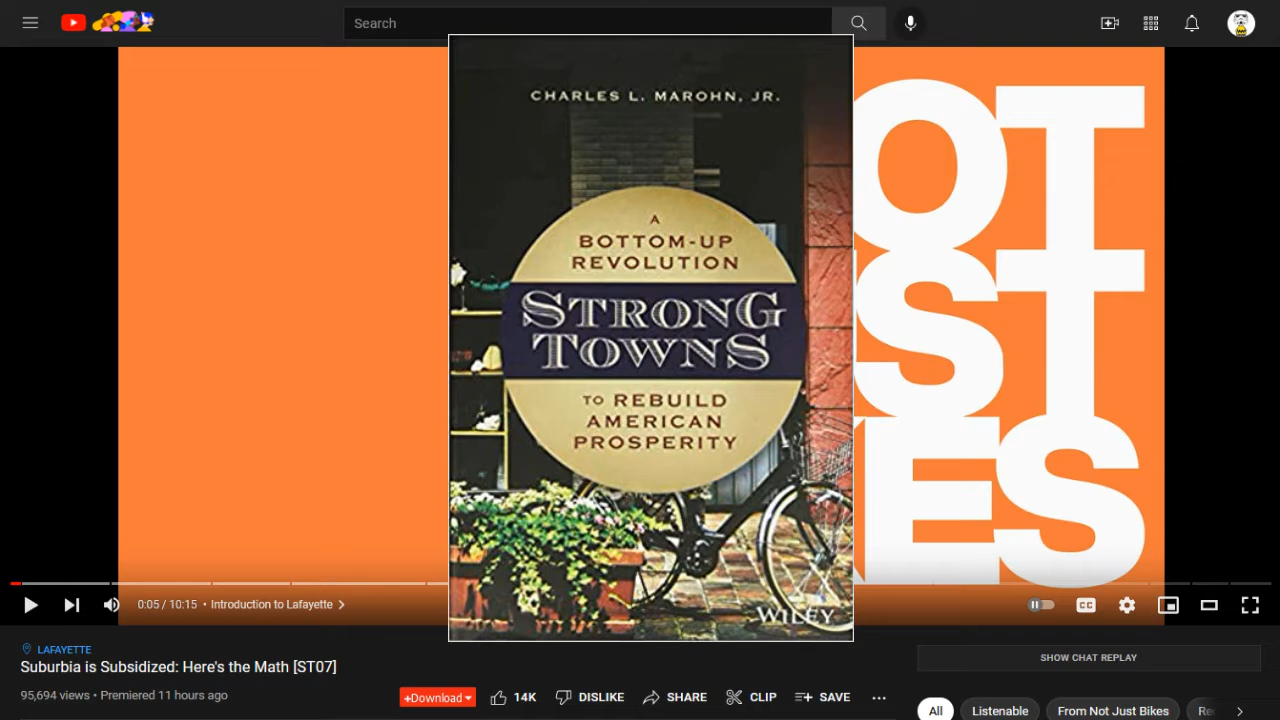 Search
CHARLES L. MAROHN, JR.
A
BOTTOM-UP
REVOLUTION
STRONG
TOWNS
TO REBUILD
AMERICAN
PROSPERITY
WILEY
OT
ST
ES
0:05 / 10:15 • Introduction to Lafayette
CC
LAFAYETTE
Suburbia is Subsidized: Here's the Math [ST07]
95,694 views • Premiered 11 hours ago
+Download
14K
DISLIKE
SHARE
CLIP
SAVE
SHOW CHAT REPLAY
All
Listenable
From Not Just Bikes